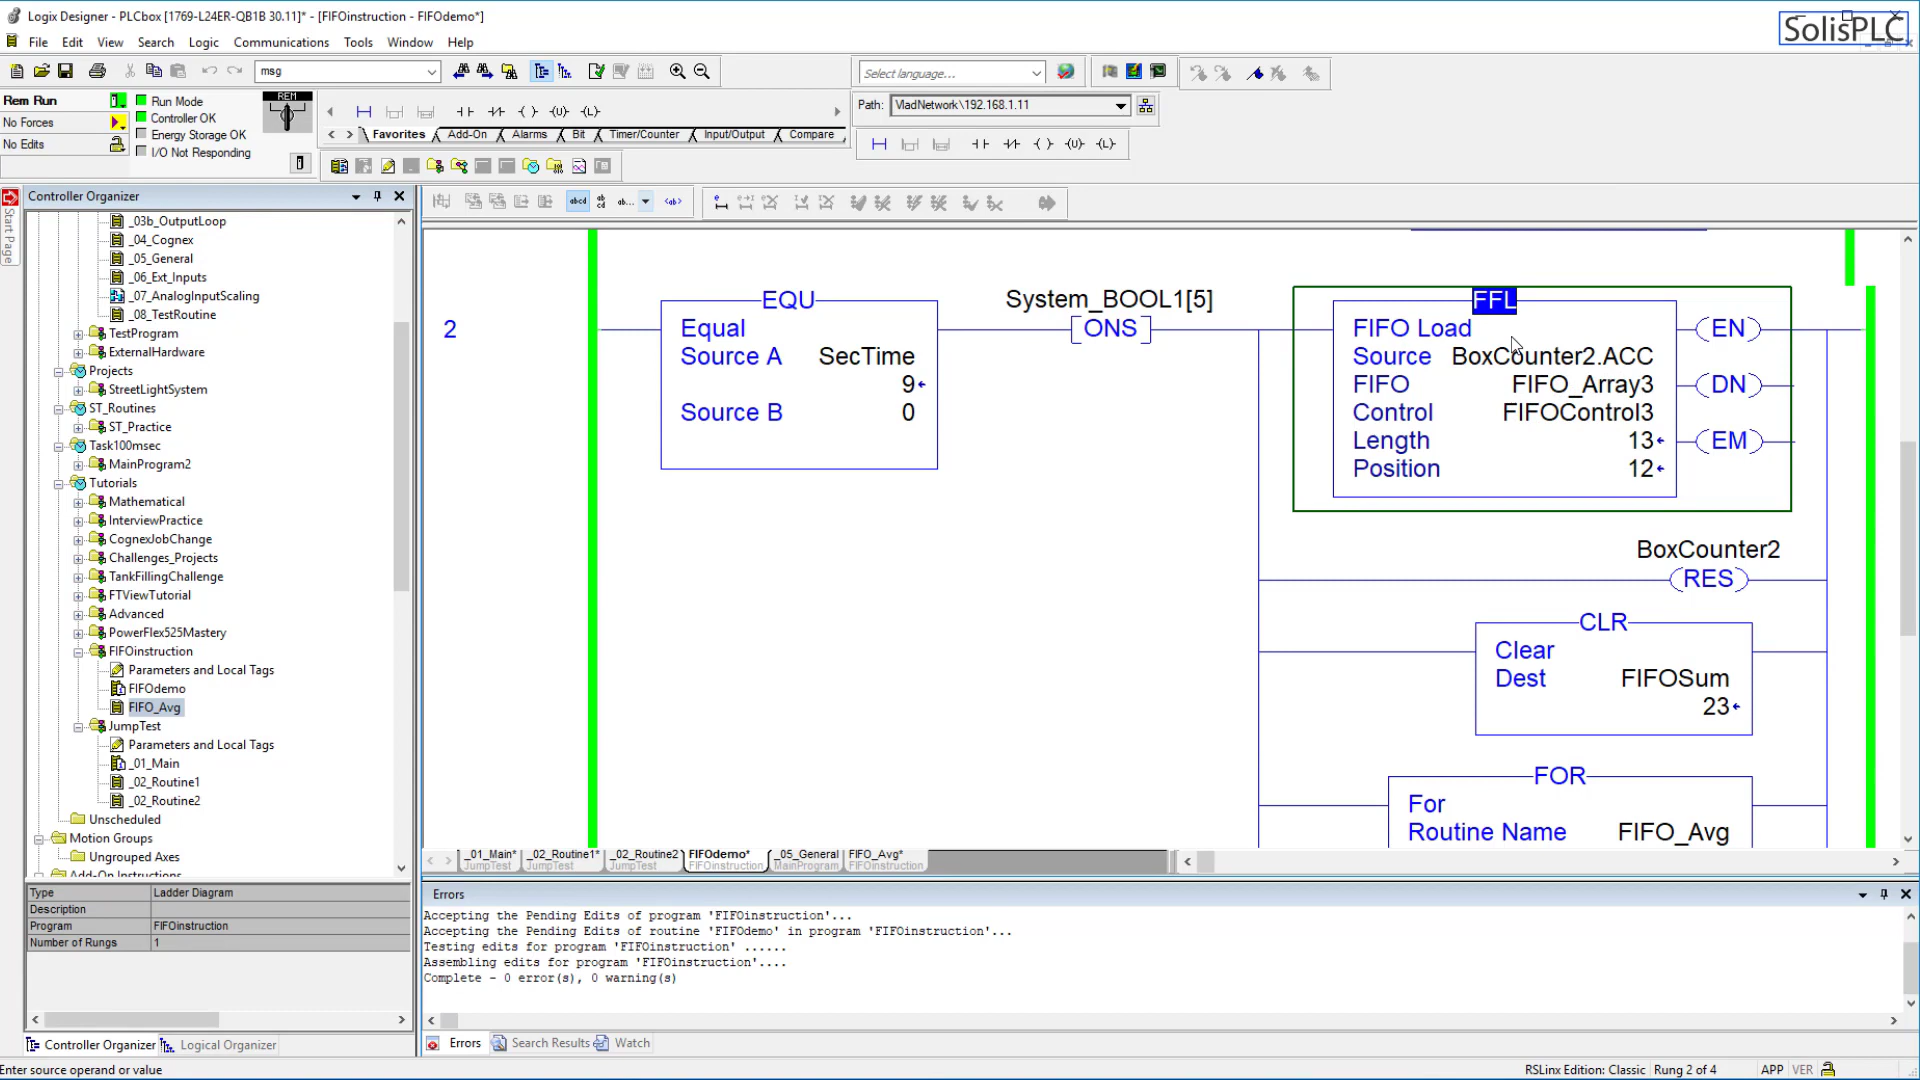 Logix Designer - PLCbox [1769-L24ER-QB1B 30.11]* - [FIFOinstruction - FIFOdemo*]
SolisPLC
File Edit View Search Logic Communications Tools Window Help
msg
Select language...
Rem Run
No Forces
No Edits
Run Mode
Controller OK
Energy Storage OK
I/O Not Responding
REM
Favorites Add-On Alarms Bit Timer/Counter Input/Output Compare
Path: VladNetwork\192.168.1.11
Start Page
Controller Organizer
_03b_OutputLoop
_04_Cognex
_05_General
_06_Ext_Inputs
_07_AnalogInputScaling
_08_TestRoutine
TestProgram
ExternalHardware
Projects
StreetLightSystem
ST_Routines
ST_Practice
Task100msec
MainProgram2
Tutorials
Mathematical
InterviewPractice
CognexJobChange
Challenges_Projects
TankFillingChallenge
FTViewTutorial
Advanced
PowerFlex525Mastery
FIFOinstruction
Parameters and Local Tags
FIFOdemo
FIFO_Avg
JumpTest
Parameters and Local Tags
_01_Main
_02_Routine1
_02_Routine2
Unscheduled
Motion Groups
Ungrouped Axes
Add-On Instructions
Type Ladder Diagram
Description
Program FIFOinstruction
Number of Rungs 1
Controller Organizer Logical Organizer
2
EQU
Equal
Source A SecTime
9
Source B 0
System_BOOL1[5]
ONS
FFL
FIFO Load
Source BoxCounter2.ACC
FIFO FIFO_Array3
Control FIFOControl3
Length 13
Position 12
EN
DN
EM
BoxCounter2
RES
CLR
Clear
Dest FIFOSum
23
FOR
For
Routine Name FIFO_Avg
_01_Main* _02_Routine1* _02_Routine2 FIFOdemo* _05_General FIFO_Avg*
JumpTest JumpTest JumpTest FIFOinstruction MainProgram FIFOinstruction
Errors
Accepting the Pending Edits of program 'FIFOinstruction'...
Accepting the Pending Edits of routine 'FIFOdemo' in program 'FIFOinstruction'...
Testing edits for program 'FIFOinstruction' ......
Assembling edits for program 'FIFOinstruction'....
Complete - 0 error(s), 0 warning(s)
Errors Search Results Watch
Enter source operand or value
RSLinx Edition: Classic Rung 2 of 4 APP VER